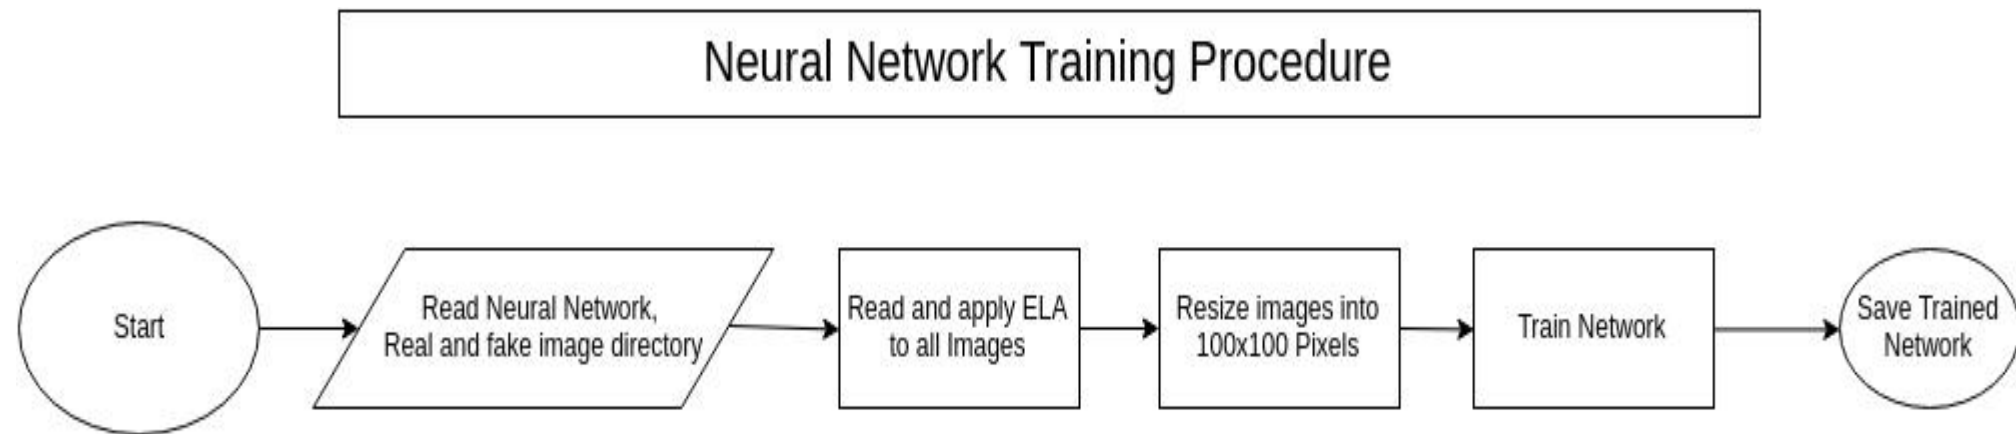 Neural Network Training Procedure
Start
Read Neural Network,
Real and fake image directory
Read and apply ELA
to all Images
Resize images into
100x100 Pixels
Train Network
Save Trained
Network